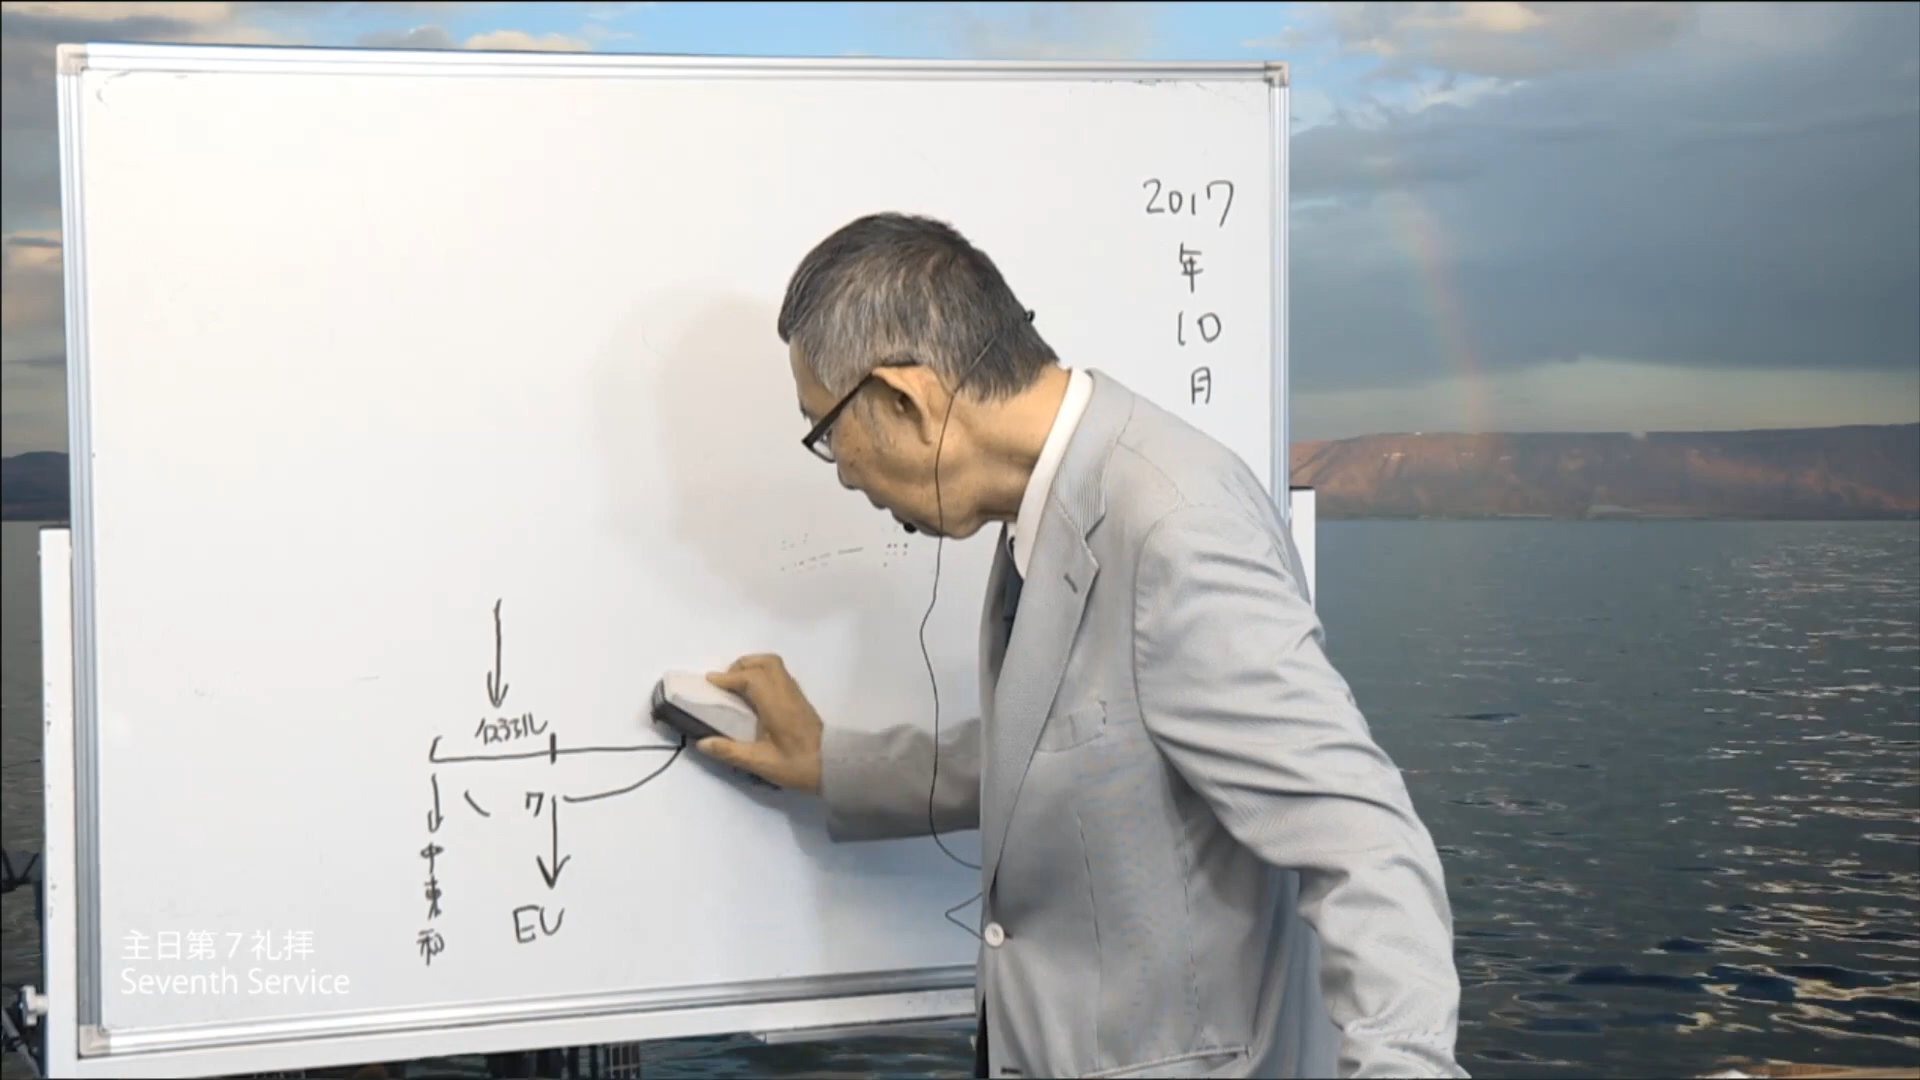 2017
年
10
月
イスラエル
7
EU
中
東
和
主日第７礼拝
Seventh Service